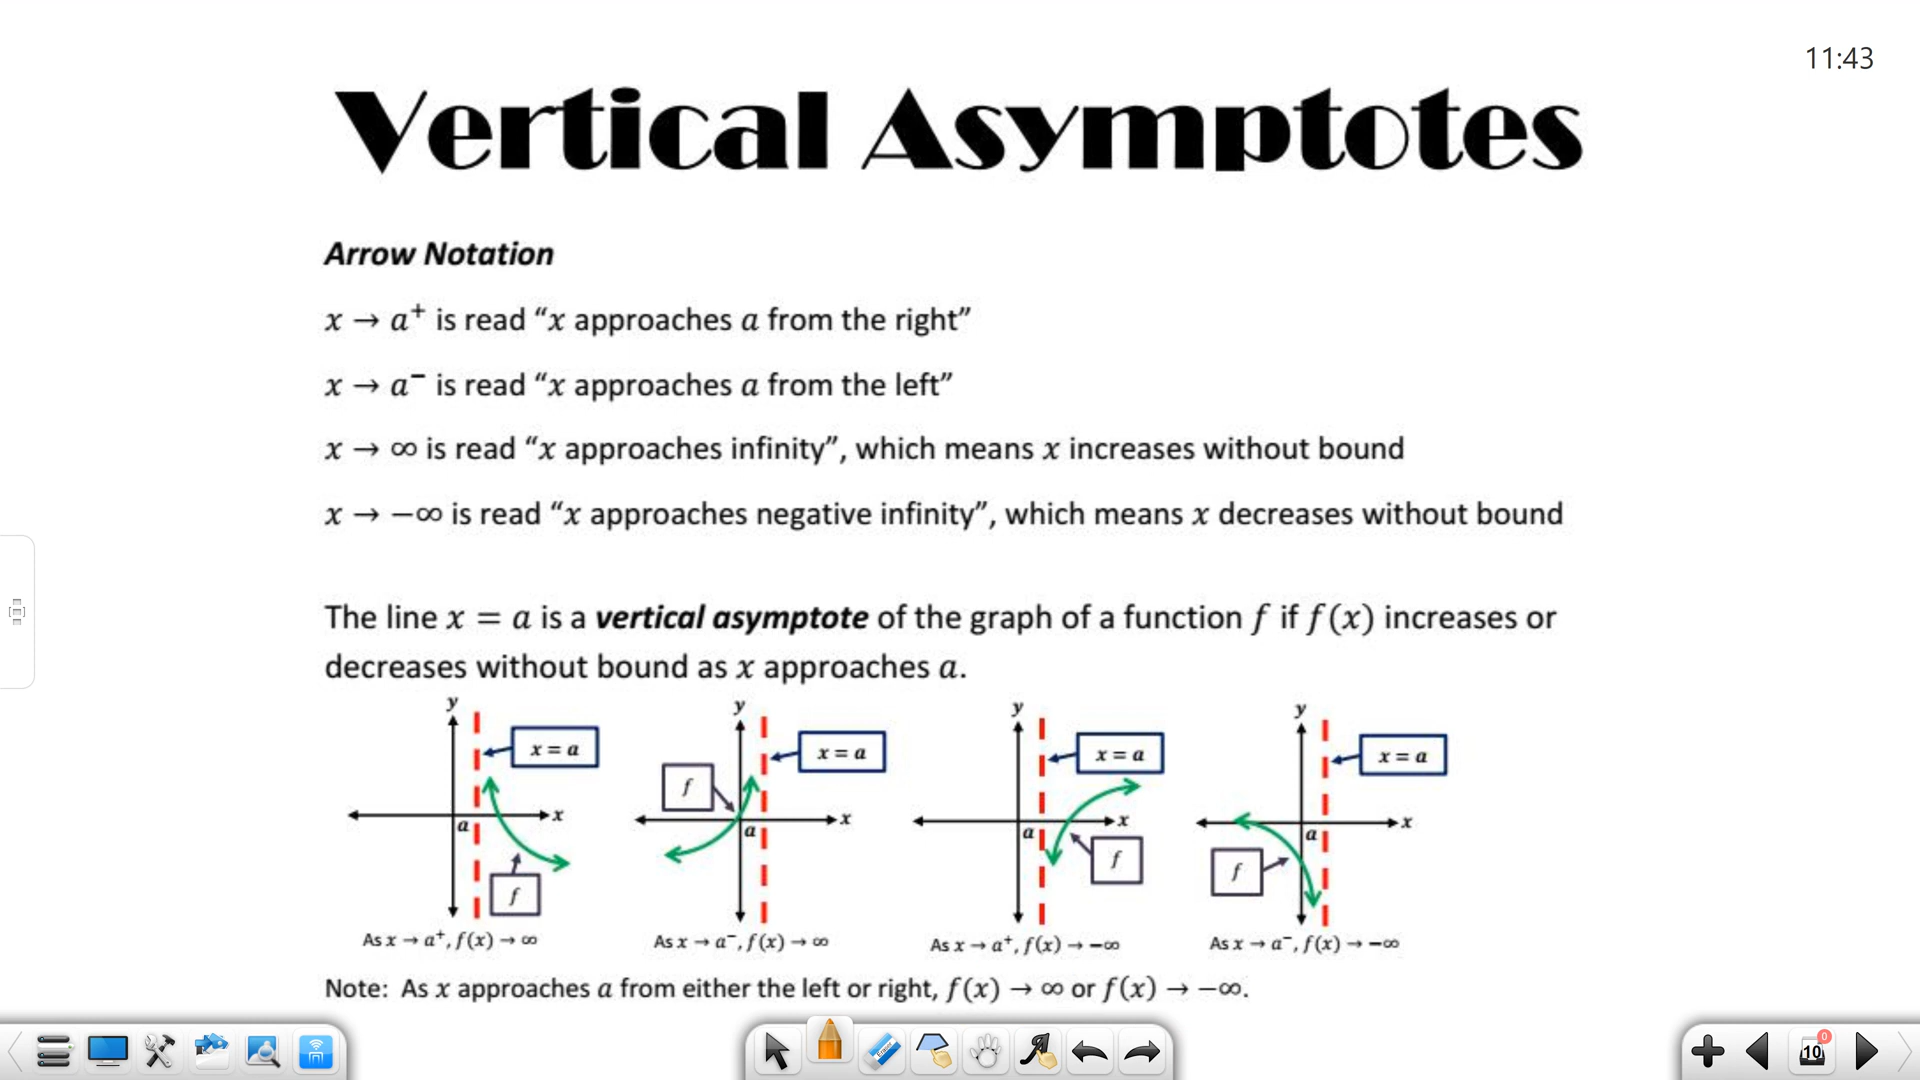 11:43
Vertical Asymptotes
Arrow Notation
x → a⁺ is read “x approaches a from the right”
x → a⁻ is read “x approaches a from the left”
x → ∞ is read “x approaches infinity”, which means x increases without bound
x → −∞ is read “x approaches negative infinity”, which means x decreases without bound
The line x = a is a vertical asymptote of the graph of a function f if f(x) increases or
decreases without bound as x approaches a.
y
x = a
x
a
f
As x → a⁺, f(x) → ∞
y
x = a
f
x
a
As x → a⁻, f(x) → ∞
y
x = a
x
a
f
As x → a⁺, f(x) → −∞
y
x = a
x
a
f
As x → a⁻, f(x) → −∞
Note: As x approaches a from either the left or right, f(x) → ∞ or f(x) → −∞.
Eraser
10
0